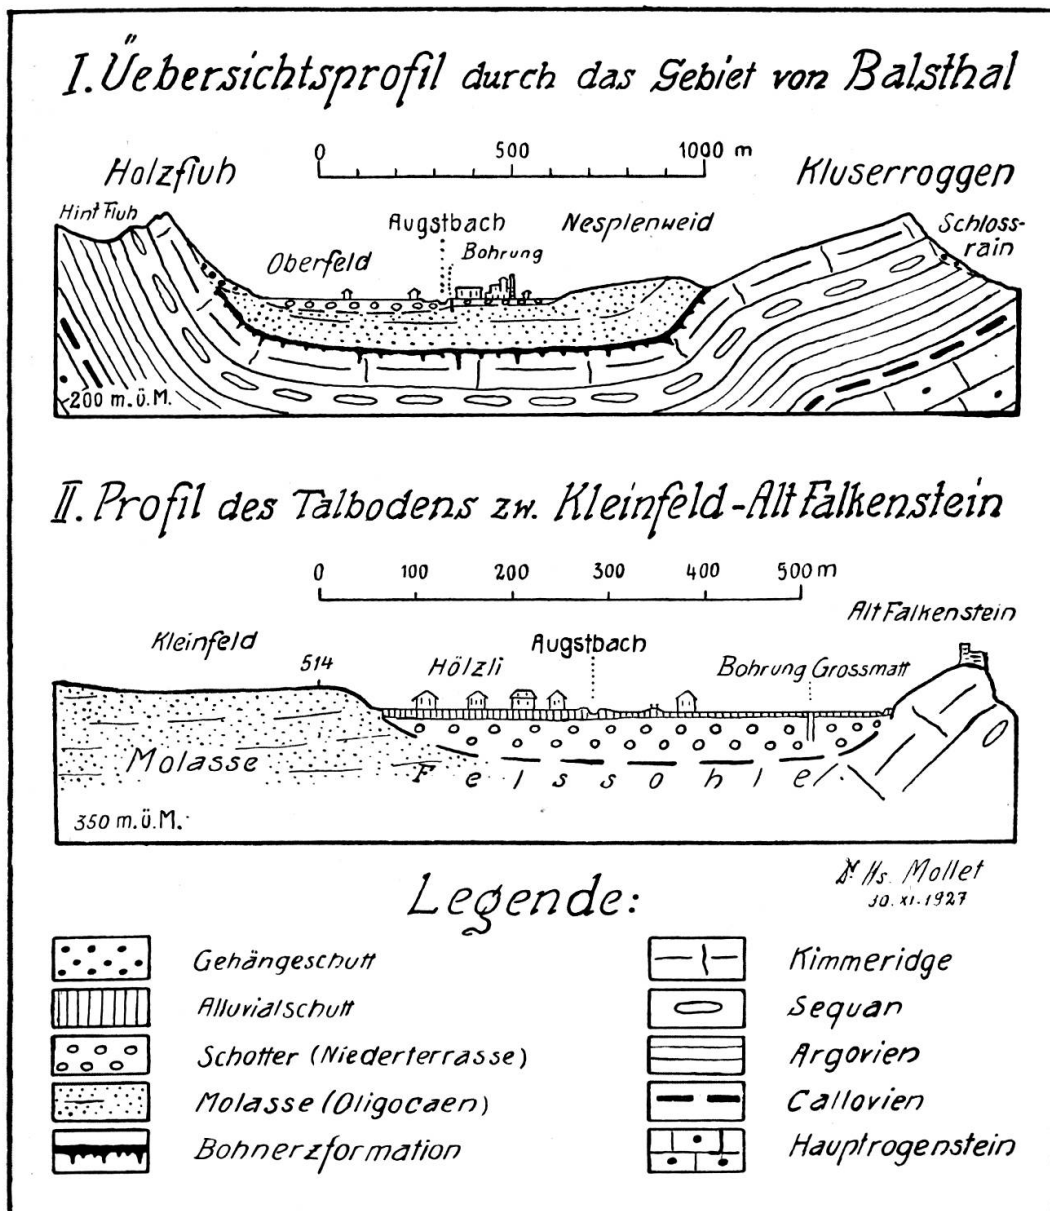 I. Üebersichtsprofil durch das Gebiet von Balsthal
0 500 1000 m
Holzfluh Kluserroggen
Hint Fluh Augstbach Nesplenweid Schloss-
rain
Oberfeld Bohrung
200 m.ü.M.
II. Profil des Talbodens zw. Kleinfeld-Alt Falkenstein
0 100 200 300 400 500 m
Alt Falkenstein
Kleinfeld 514 Hölzli Augstbach Bohrung Grossmatt
Molasse Felssohle
350 m.ü.M.
Dr Hs. Mollet
30. XI. 1927
Legende:
Gehängeschutt
Alluvialschutt
Schotter (Niederterrasse)
Molasse (Oligocaen)
Bohnerzformation
Kimmeridge
Sequan
Argovien
Callovien
Hauptrogenstein